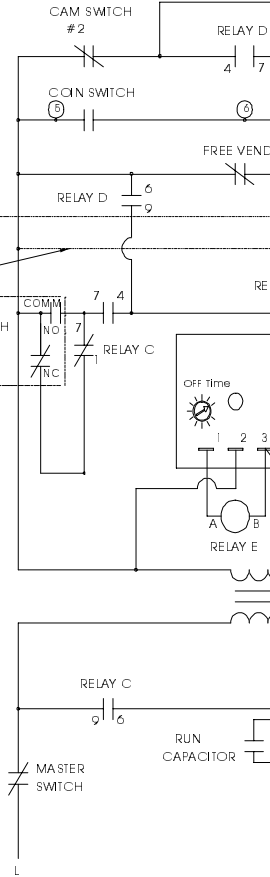 CAM SWITCH
#2
RELAY D
4 7
COIN SWITCH
5
6
FREE VEND
RELAY D
6
9
RE
COMM
7 4
H
NO
7
1
RELAY C
NC
OFF Time
1 2 3
A B
RELAY E
RELAY C
9 6
RUN
CAPACITOR
MASTER
SWITCH
L